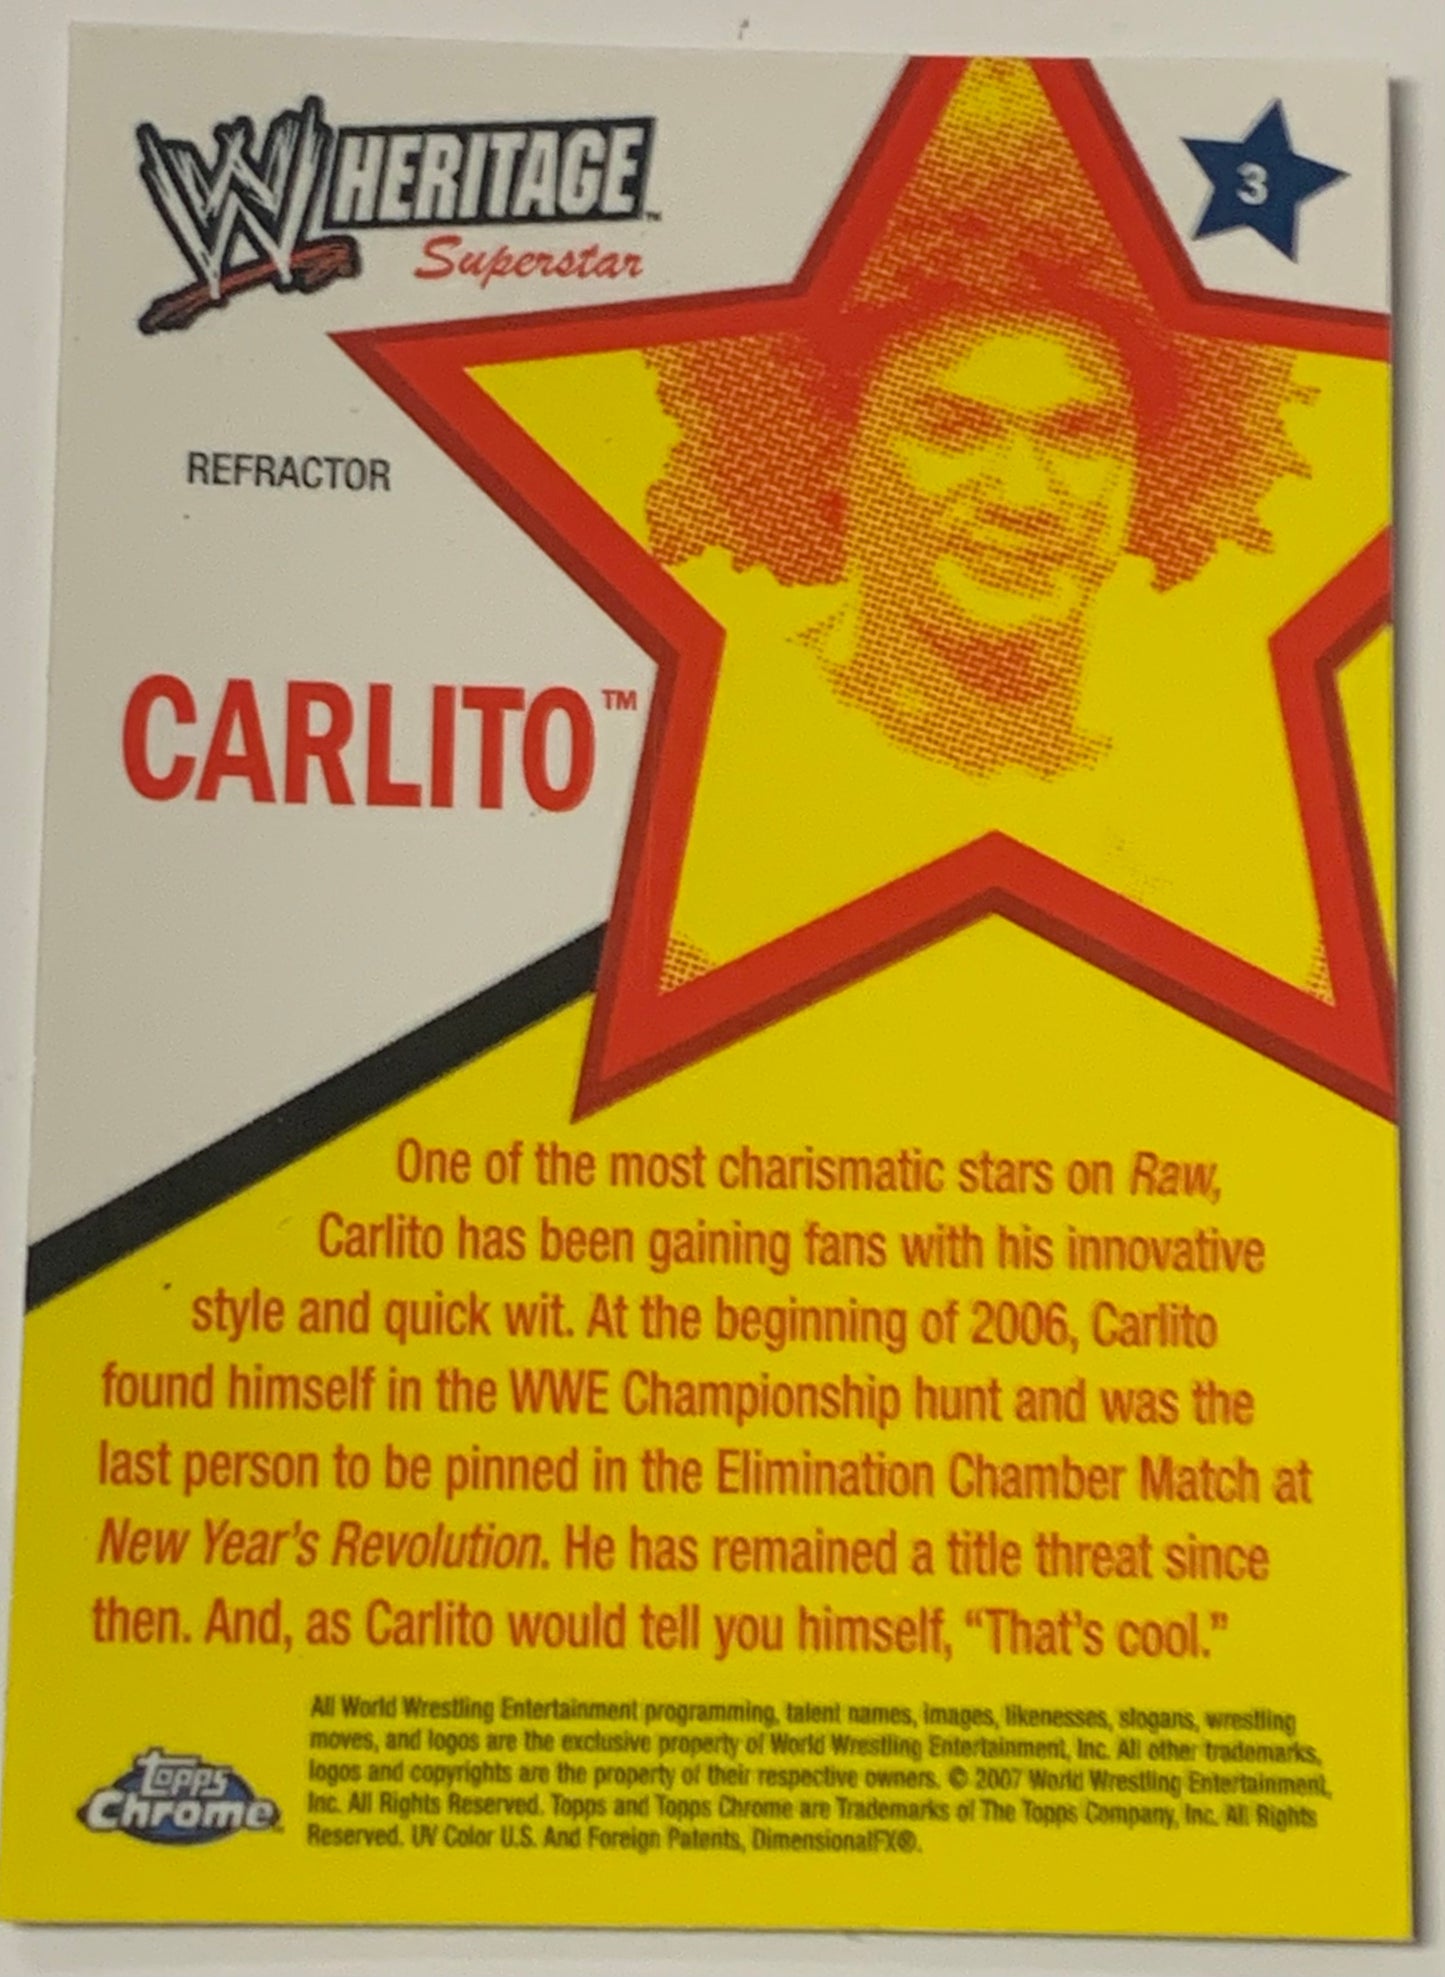 W HERITAGE™
Superstar
3
REFRACTOR
CARLITO™
One of the most charismatic stars on Raw,
Carlito has been gaining fans with his innovative
style and quick wit. At the beginning of 2006, Carlito
found himself in the WWE Championship hunt and was the
last person to be pinned in the Elimination Chamber Match at
New Year's Revolution. He has remained a title threat since
then. And, as Carlito would tell you himself, “That's cool.”
Topps
Chrome™
All World Wrestling Entertainment programming, talent names, images, likenesses, slogans, wrestling
moves, and logos are the exclusive property of World Wrestling Entertainment, Inc. All other trademarks,
logos and copyrights are the property of their respective owners. © 2007 World Wrestling Entertainment,
Inc. All Rights Reserved. Topps and Topps Chrome are Trademarks of The Topps Company, Inc. All Rights
Reserved. UV Color U.S. And Foreign Patents, DimensionalFX®.